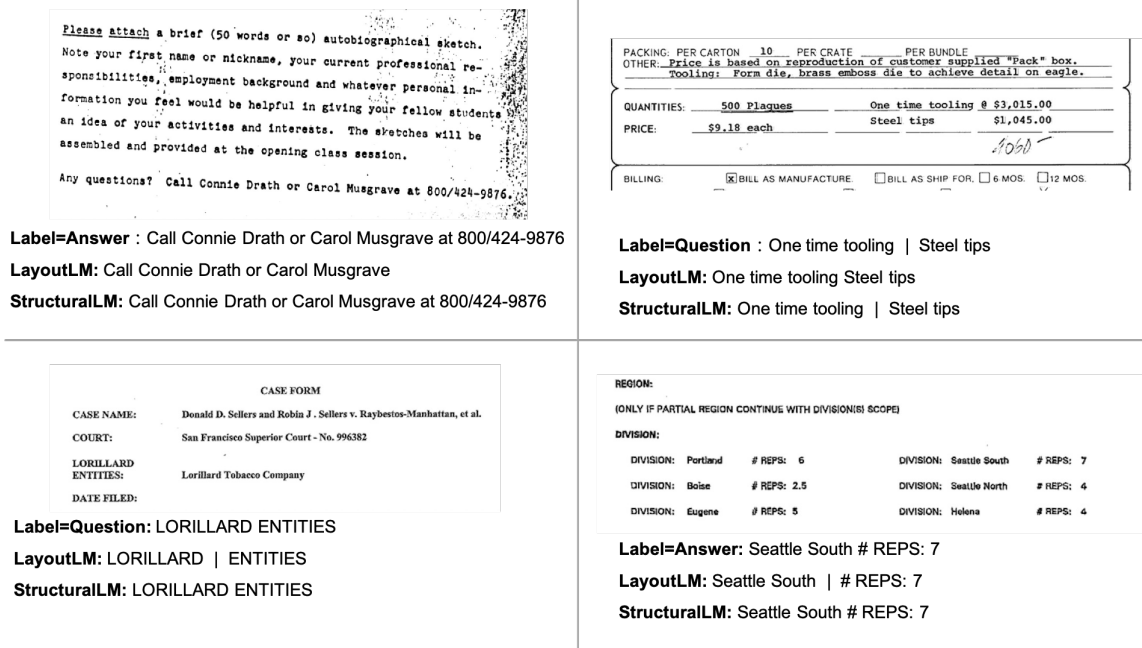 Please attach a brief (50 words or so) autobiographical sketch.
Note your first name or nickname, your current professional re-
sponsibilities, employment background and whatever personal in-
formation you feel would be helpful in giving your fellow students
an idea of your activities and interests. The sketches will be
assembled and provided at the opening class session.
Any questions? Call Connie Drath or Carol Musgrave at 800/424-9876.
Label=Answer : Call Connie Drath or Carol Musgrave at 800/424-9876
LayoutLM: Call Connie Drath or Carol Musgrave
StructuralLM: Call Connie Drath or Carol Musgrave at 800/424-9876
PACKING: PER CARTON 10 PER CRATE PER BUNDLE
OTHER: Price is based on reproduction of customer supplied "Pack" box.
Tooling: Form die, brass emboss die to achieve detail on eagle.
QUANTITIES: 500 Plaques One time tooling @ $3,015.00
Steel tips $1,045.00
PRICE: $9.18 each
4060
BILLING: x BILL AS MANUFACTURE. BILL AS SHIP FOR. 6 MOS. 12 MOS.
Label=Question : One time tooling | Steel tips
LayoutLM: One time tooling Steel tips
StructuralLM: One time tooling | Steel tips
CASE FORM
CASE NAME: Donald D. Sellers and Robin J . Sellers v. Raybestos-Manhattan, et al.
COURT: San Francisco Superior Court - No. 996382
LORILLARD
ENTITIES: Lorillard Tobacco Company
DATE FILED:
Label=Question: LORILLARD ENTITIES
LayoutLM: LORILLARD | ENTITIES
StructuralLM: LORILLARD ENTITIES
REGION:
(ONLY IF PARTIAL REGION CONTINUE WITH DIVISION(S) SCOPE)
DIVISION:
DIVISION: Portland # REPS: 6 DIVISION: Seattle South # REPS: 7
DIVISION: Boise # REPS: 2.5 DIVISION: Seattle North # REPS: 4
DIVISION: Eugene # REPS: 5 DIVISION: Helena # REPS: 4
Label=Answer: Seattle South # REPS: 7
LayoutLM: Seattle South | # REPS: 7
StructuralLM: Seattle South # REPS: 7